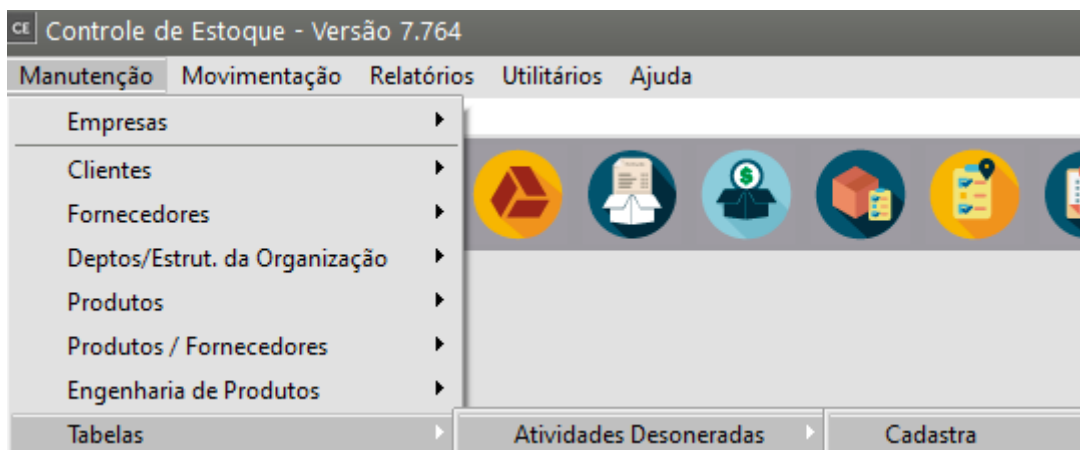 CE Controle de Estoque - Versão 7.764
Manutenção Movimentação Relatórios Utilitários Ajuda
Empresas
Clientes
Fornecedores
Deptos/Estrut. da Organização
Produtos
Produtos / Fornecedores
Engenharia de Produtos
Tabelas Atividades Desoneradas Cadastra